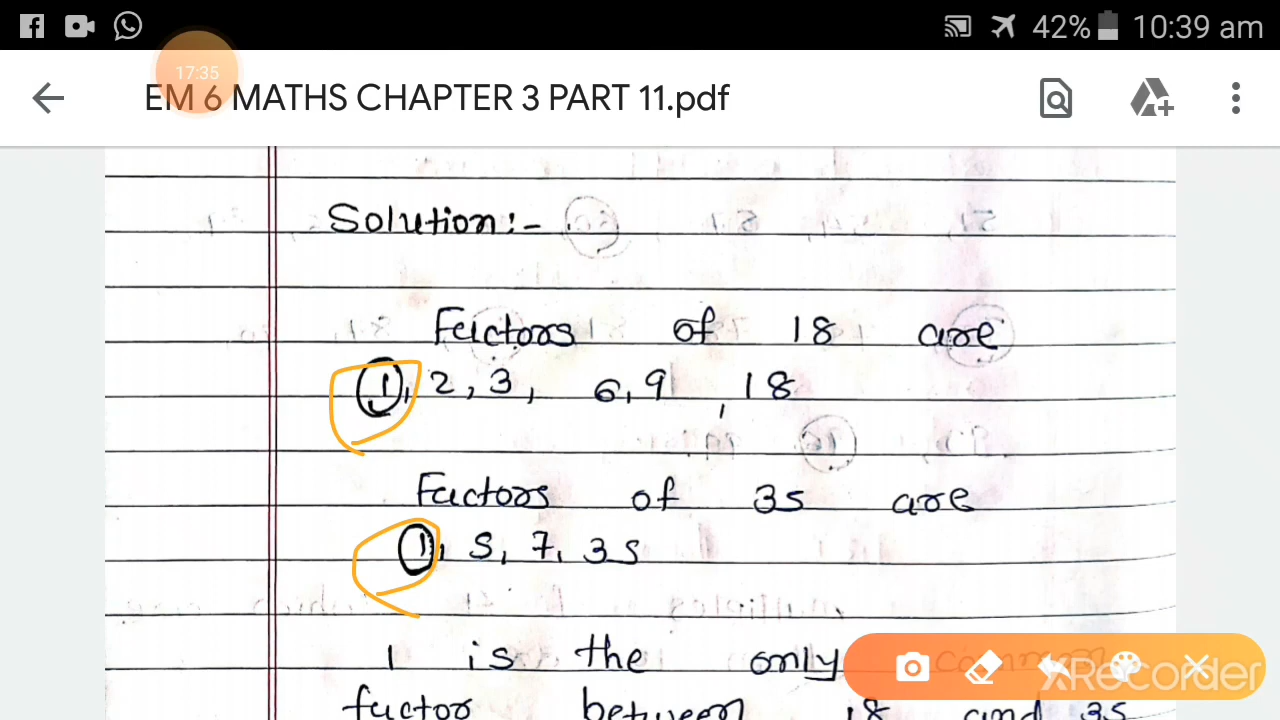 42% 10:39 am
17:35
EM 6 MATHS CHAPTER 3 PART 11.pdf
Solution:-
Factors of 18 are
1, 2, 3, 6, 9, 18
Factors of 35 are
1, 5, 7, 35
1 is the only common
factor between 18 and 35
XRecorder